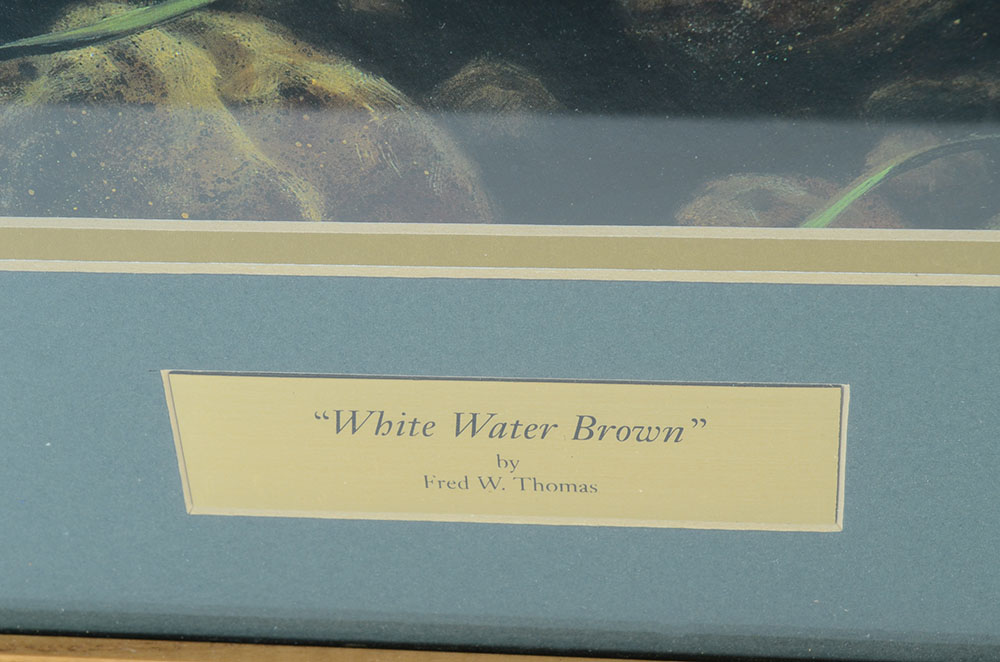 “White Water Brown”
by
Fred W. Thomas